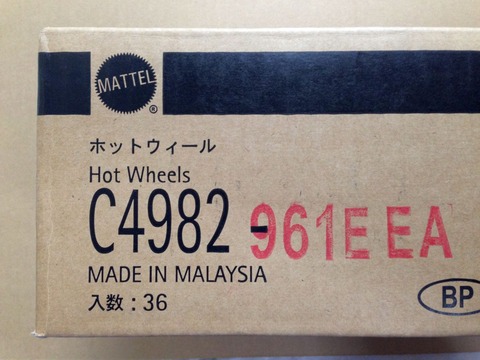 MATTEL
®
ホットウィール
Hot Wheels
C4982-961E EA
MADE IN MALAYSIA
入数 : 36
BP